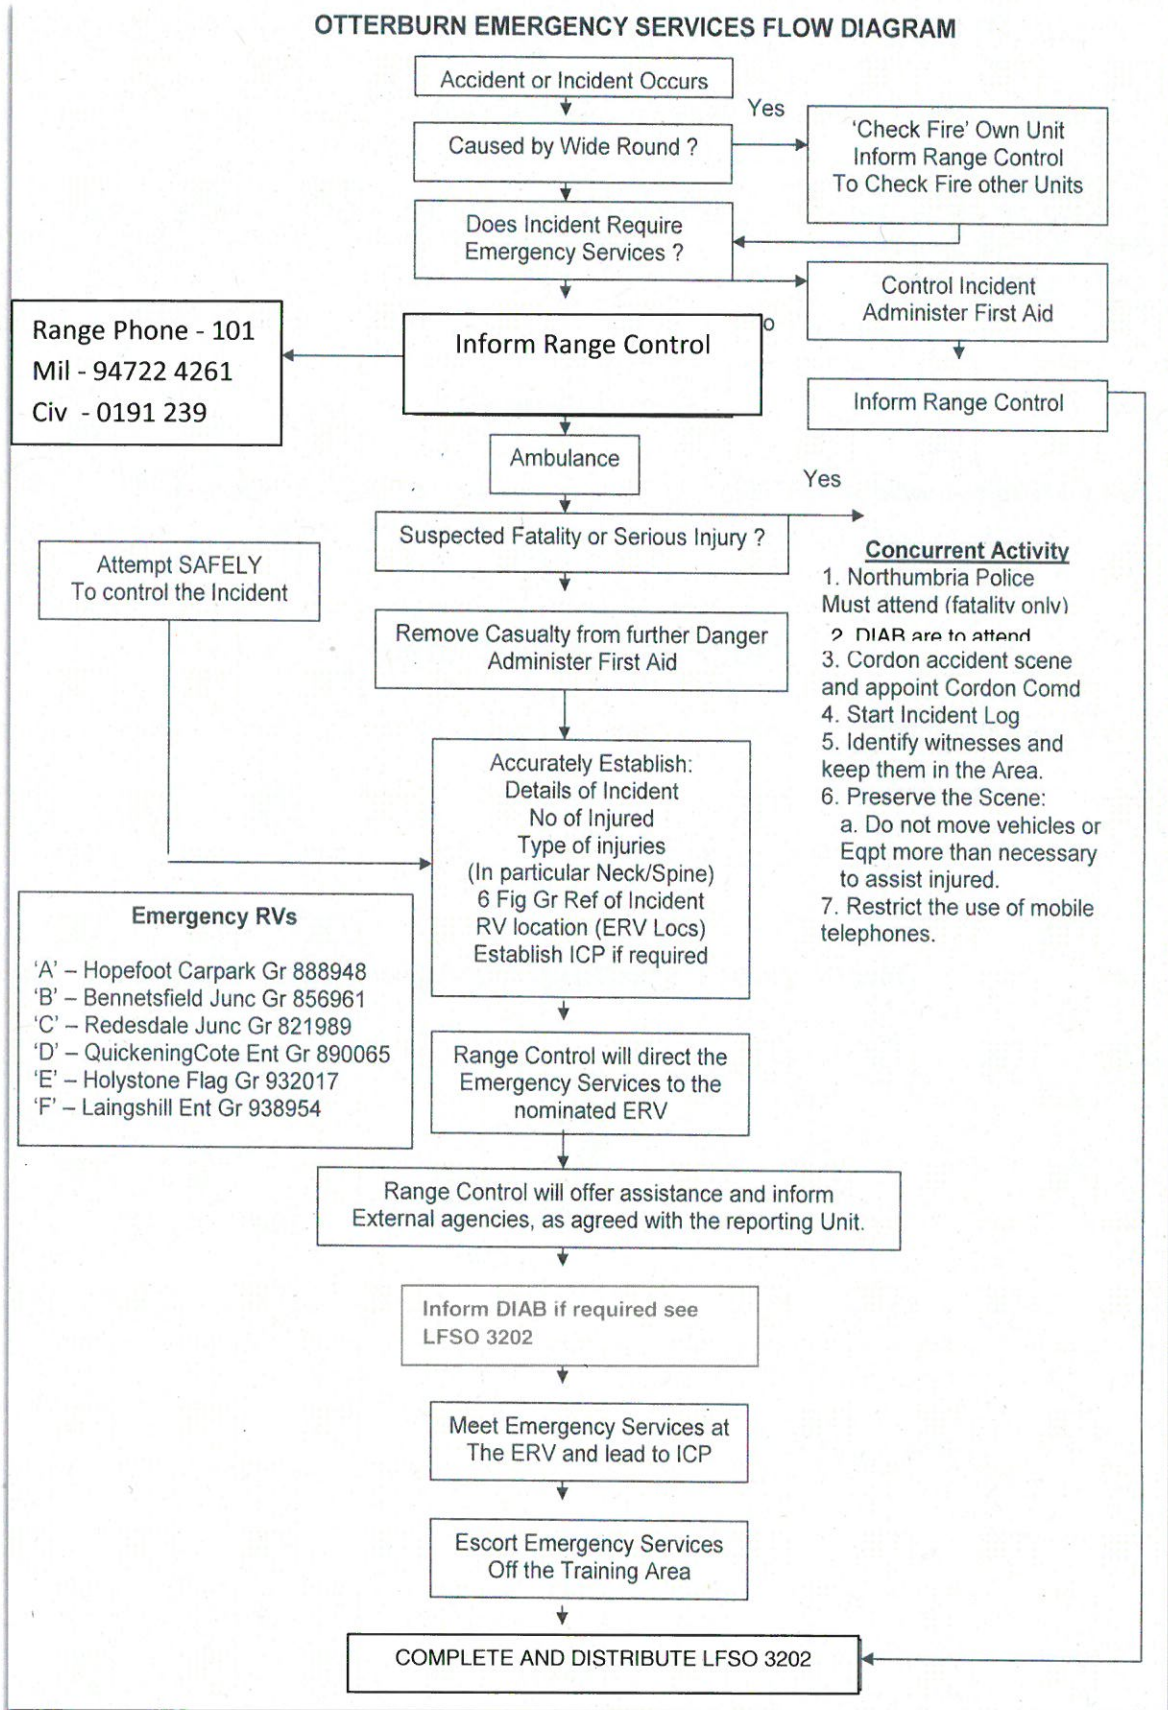 OTTERBURN EMERGENCY SERVICES FLOW DIAGRAM
Accident or Incident Occurs
Yes
Caused by Wide Round ?
'Check Fire' Own Unit
Inform Range Control
To Check Fire other Units
Does Incident Require
Emergency Services ?
Control Incident
Administer First Aid
o
Range Phone - 101
Mil - 94722 4261
Civ - 0191 239
Inform Range Control
Inform Range Control
Ambulance
Yes
Suspected Fatality or Serious Injury ?
Attempt SAFELY
To control the Incident
Concurrent Activity
1. Northumbria Police
Must attend (fatality only)
2. DIAB are to attend
3. Cordon accident scene
and appoint Cordon Comd
4. Start Incident Log
5. Identify witnesses and
keep them in the Area.
6. Preserve the Scene:
a. Do not move vehicles or
Eqpt more than necessary
to assist injured.
7. Restrict the use of mobile
telephones.
Remove Casualty from further Danger
Administer First Aid
Accurately Establish:
Details of Incident
No of Injured
Type of injuries
(In particular Neck/Spine)
6 Fig Gr Ref of Incident
RV location (ERV Locs)
Establish ICP if required
Emergency RVs
'A' – Hopefoot Carpark Gr 888948
'B' – Bennetsfield Junc Gr 856961
'C' – Redesdale Junc Gr 821989
'D' – QuickeningCote Ent Gr 890065
'E' – Holystone Flag Gr 932017
'F' – Laingshill Ent Gr 938954
Range Control will direct the
Emergency Services to the
nominated ERV
Range Control will offer assistance and inform
External agencies, as agreed with the reporting Unit.
Inform DIAB if required see
LFSO 3202
Meet Emergency Services at
The ERV and lead to ICP
Escort Emergency Services
Off the Training Area
COMPLETE AND DISTRIBUTE LFSO 3202